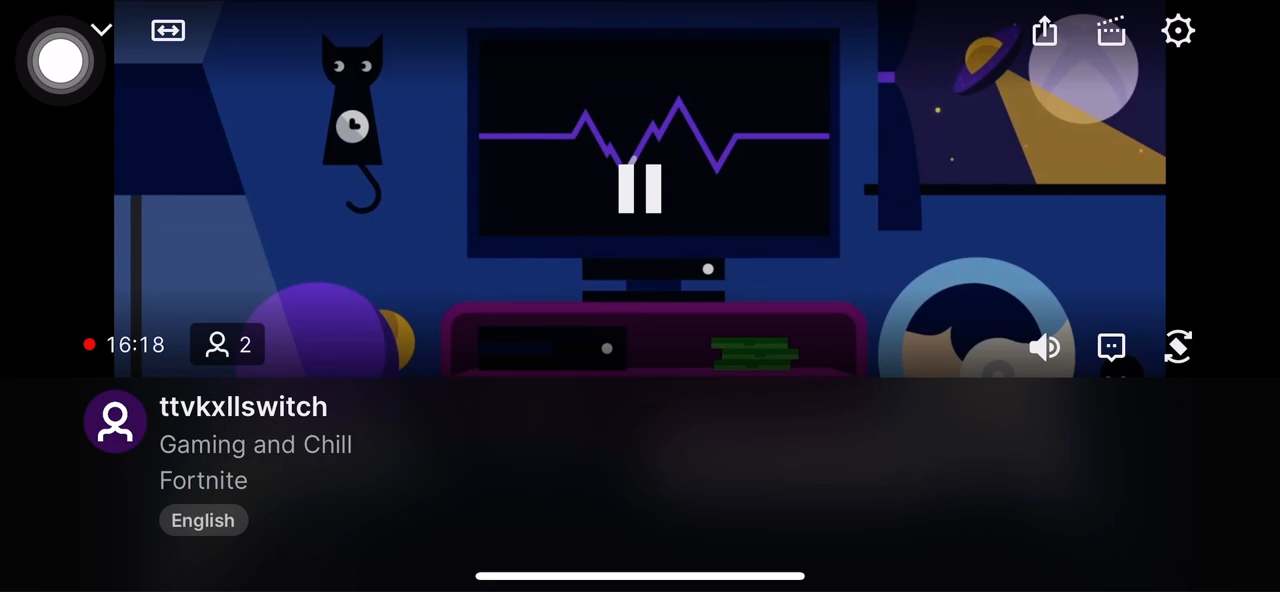 16:18
2
ttvkxllswitch
Gaming and Chill
Fortnite
English